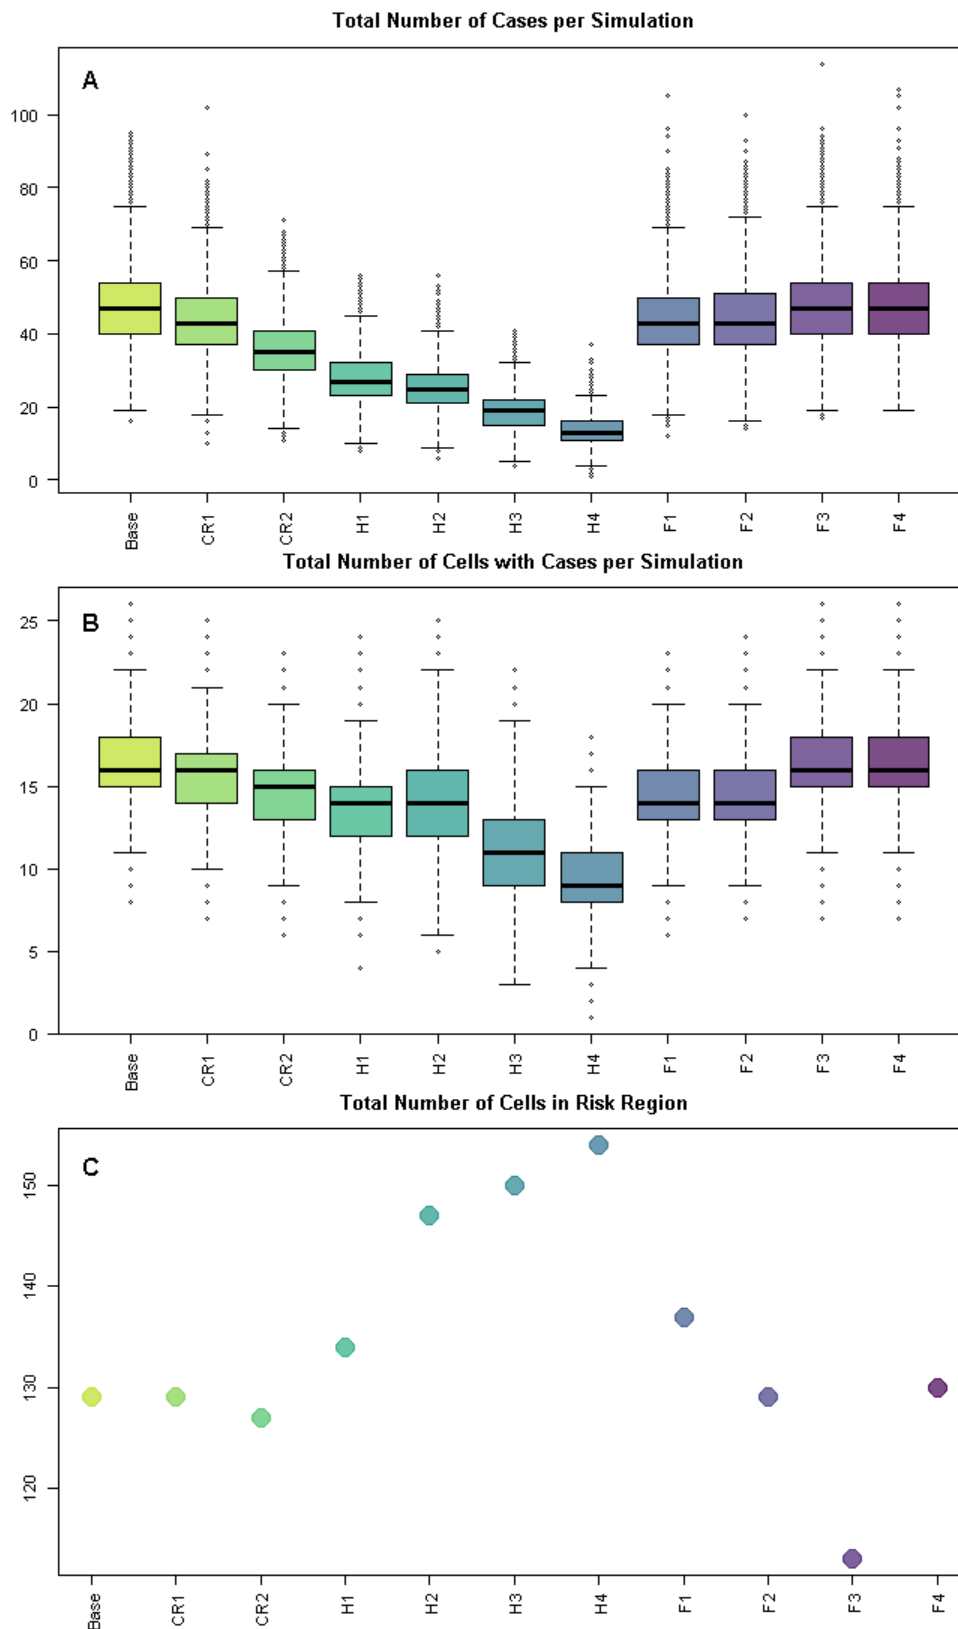 Total Number of Cases per Simulation
A
100
80
60
40
20
0
Base CR1 CR2 H1 H2 H3 H4 F1 F2 F3 F4
Total Number of Cells with Cases per Simulation
B
25
20
15
10
5
0
Base CR1 CR2 H1 H2 H3 H4 F1 F2 F3 F4
Total Number of Cells in Risk Region
C
150
140
130
120
Base CR1 CR2 H1 H2 H3 H4 F1 F2 F3 F4